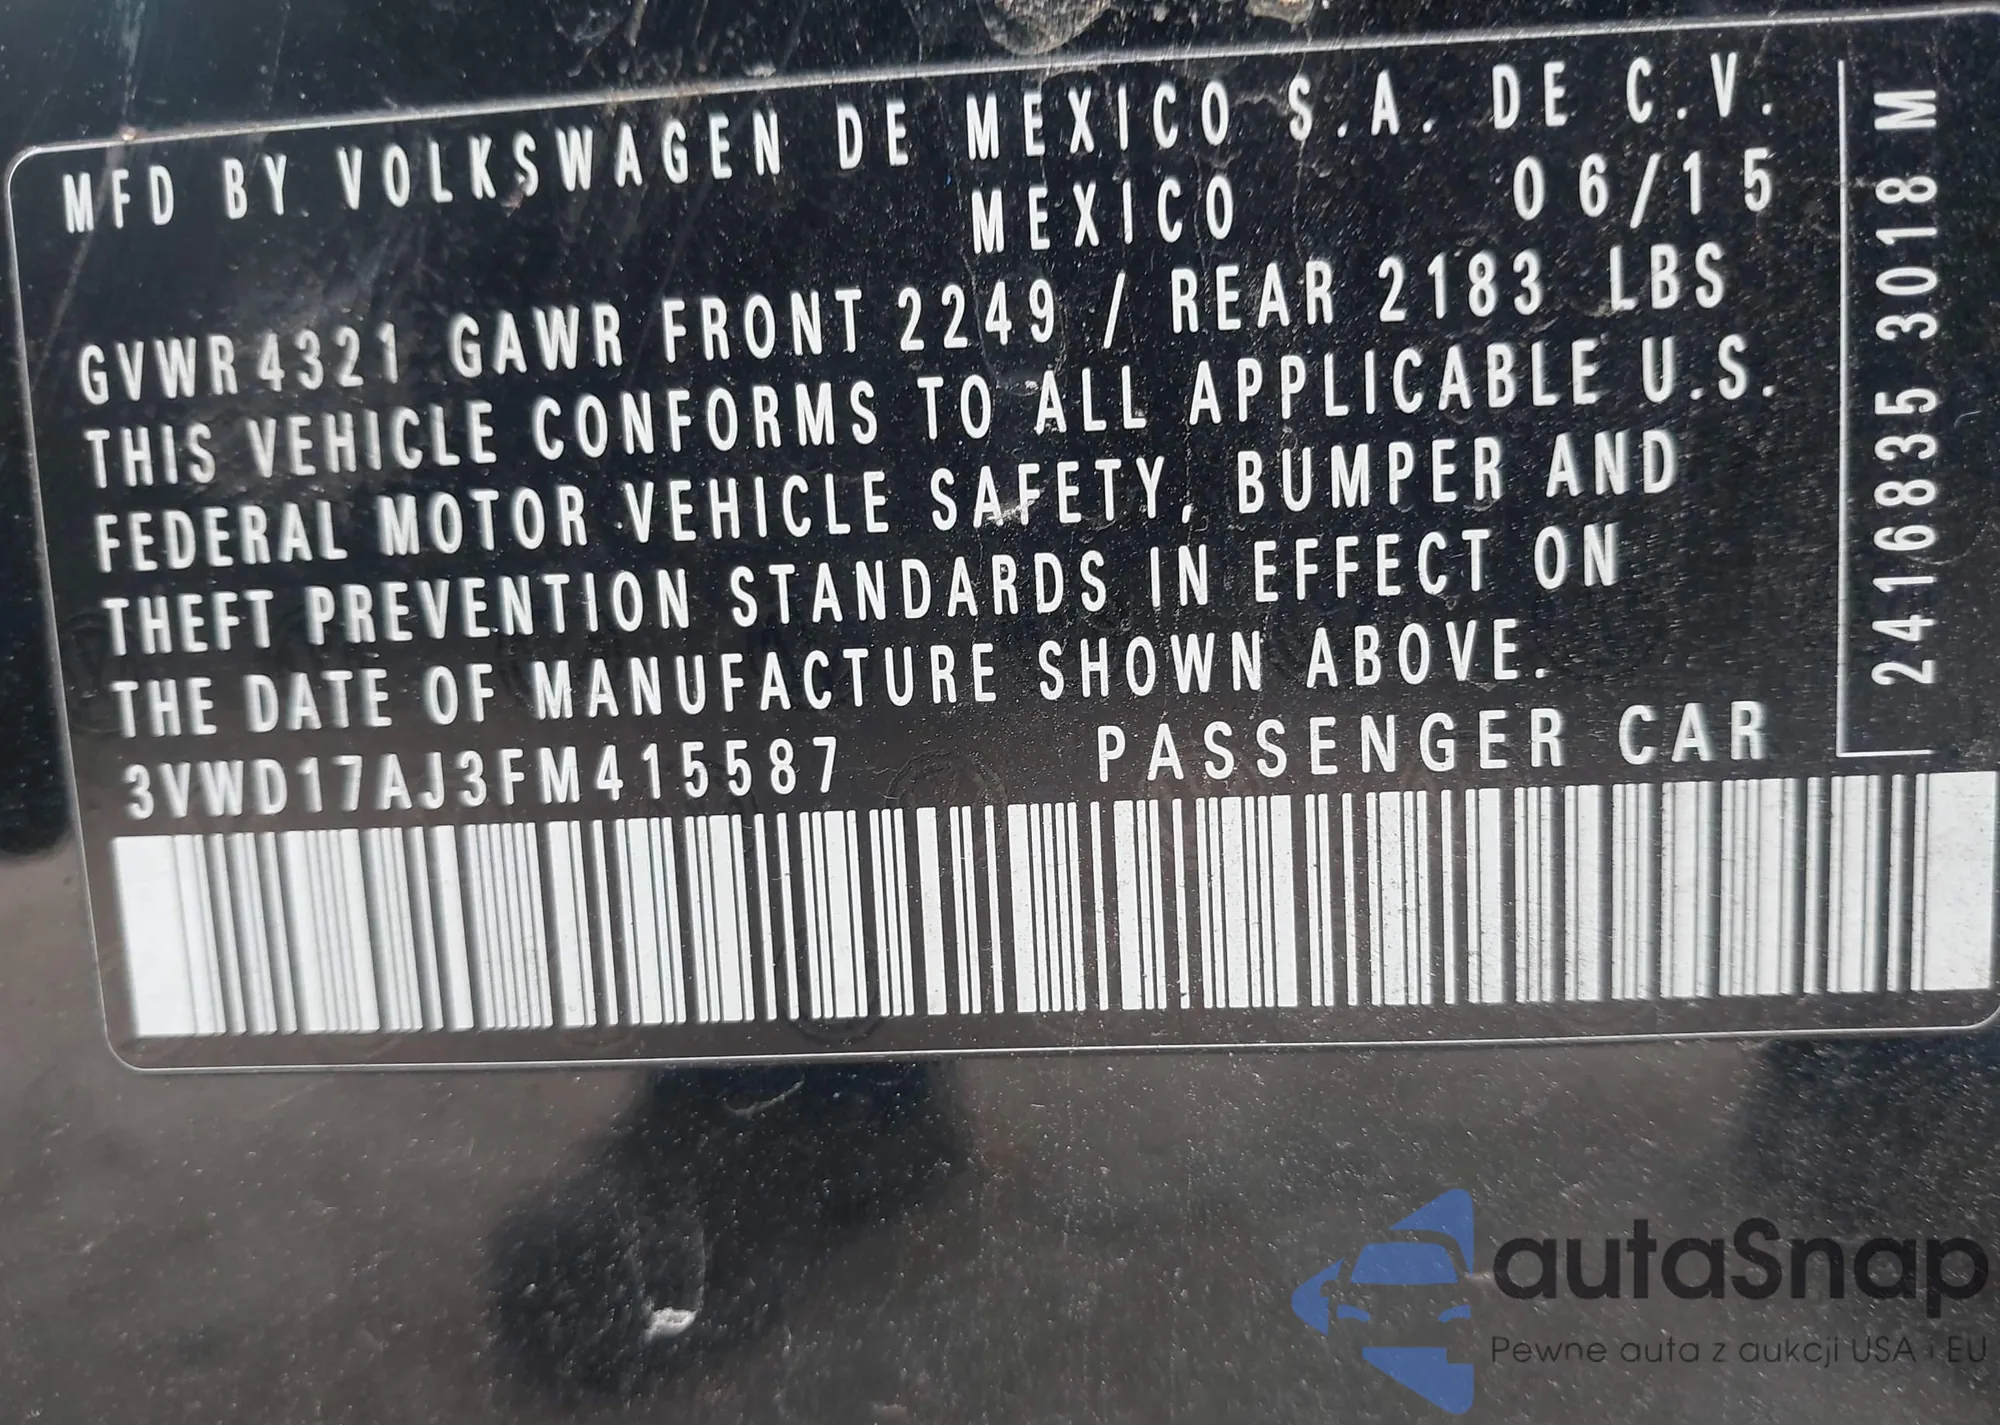 MFD BY VOLKSWAGEN DE MEXICO S.A. DE C.V.
MEXICO 06/15
GVWR 4321 GAWR FRONT 2249 / REAR 2183 LBS
THIS VEHICLE CONFORMS TO ALL APPLICABLE U.S.
FEDERAL MOTOR VEHICLE SAFETY, BUMPER AND
THEFT PREVENTION STANDARDS IN EFFECT ON
THE DATE OF MANUFACTURE SHOWN ABOVE.
3VWD17AJ3FM415587 PASSENGER CAR
2416835 3018 M
autaSnap
Pewne auta z aukcji USA i EU